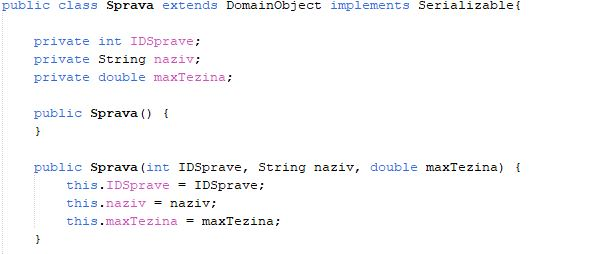 public class Sprava extends DomainObject implements Serializable{
private int IDSprave;
private String naziv;
private double maxTezina;
public Sprava() {
}
public Sprava(int IDSprave, String naziv, double maxTezina) {
this.IDSprave = IDSprave;
this.naziv = naziv;
this.maxTezina = maxTezina;
}